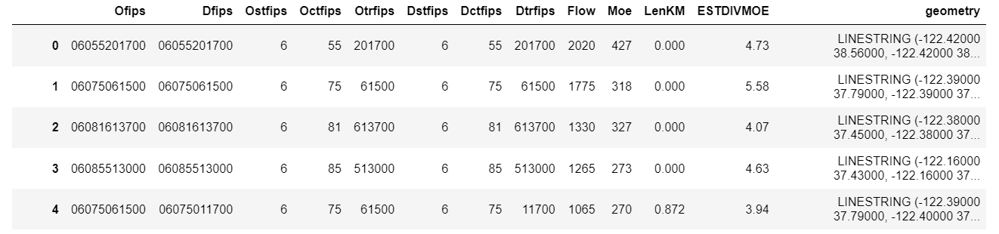 Ofips Dfips Ostfips Octfips Otrfips Dstfips Dctfips Dtrfips Flow Moe LenKM ESTDIVMOE geometry
0 06055201700 06055201700 6 55 201700 6 55 201700 2020 427 0.000 4.73 LINESTRING (-122.42000
38.56000, -122.42000 38...
1 06075061500 06075061500 6 75 61500 6 75 61500 1775 318 0.000 5.58 LINESTRING (-122.39000
37.79000, -122.39000 37...
2 06081613700 06081613700 6 81 613700 6 81 613700 1330 327 0.000 4.07 LINESTRING (-122.38000
37.45000, -122.38000 37...
3 06085513000 06085513000 6 85 513000 6 85 513000 1265 273 0.000 4.63 LINESTRING (-122.16000
37.43000, -122.16000 37...
4 06075061500 06075011700 6 75 61500 6 75 11700 1065 270 0.872 3.94 LINESTRING (-122.39000
37.79000, -122.40000 37...